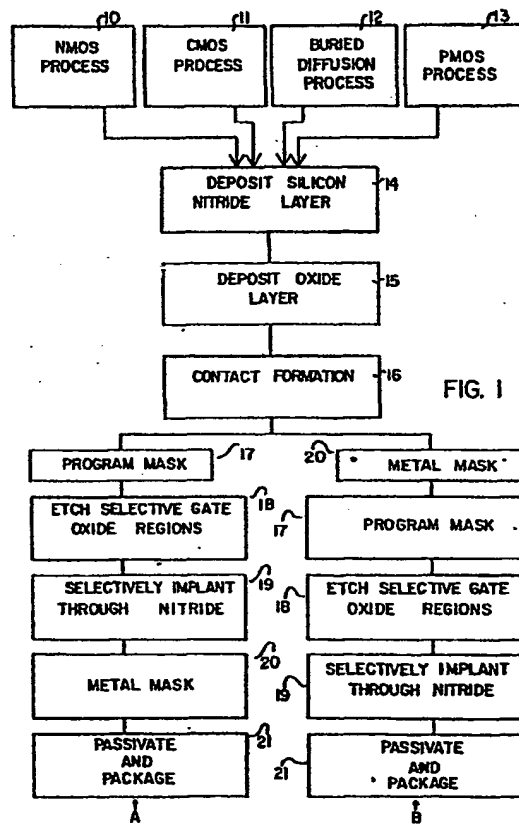 10
NMOS
PROCESS
11
CMOS
PROCESS
12
BURIED
DIFFUSION
PROCESS
13
PMOS
PROCESS
DEPOSIT SILICON
NITRIDE LAYER
14
DEPOSIT OXIDE
LAYER
15
CONTACT FORMATION
16
FIG. 1
PROGRAM MASK
17
ETCH SELECTIVE GATE
OXIDE REGIONS
18
SELECTIVELY IMPLANT
THROUGH NITRIDE
19
METAL MASK
20
PASSIVATE
AND
PACKAGE
21
A
20
METAL MASK
17
PROGRAM MASK
18
ETCH SELECTIVE GATE
OXIDE REGIONS
19
SELECTIVELY IMPLANT
THROUGH NITRIDE
21
PASSIVATE
AND
PACKAGE
B